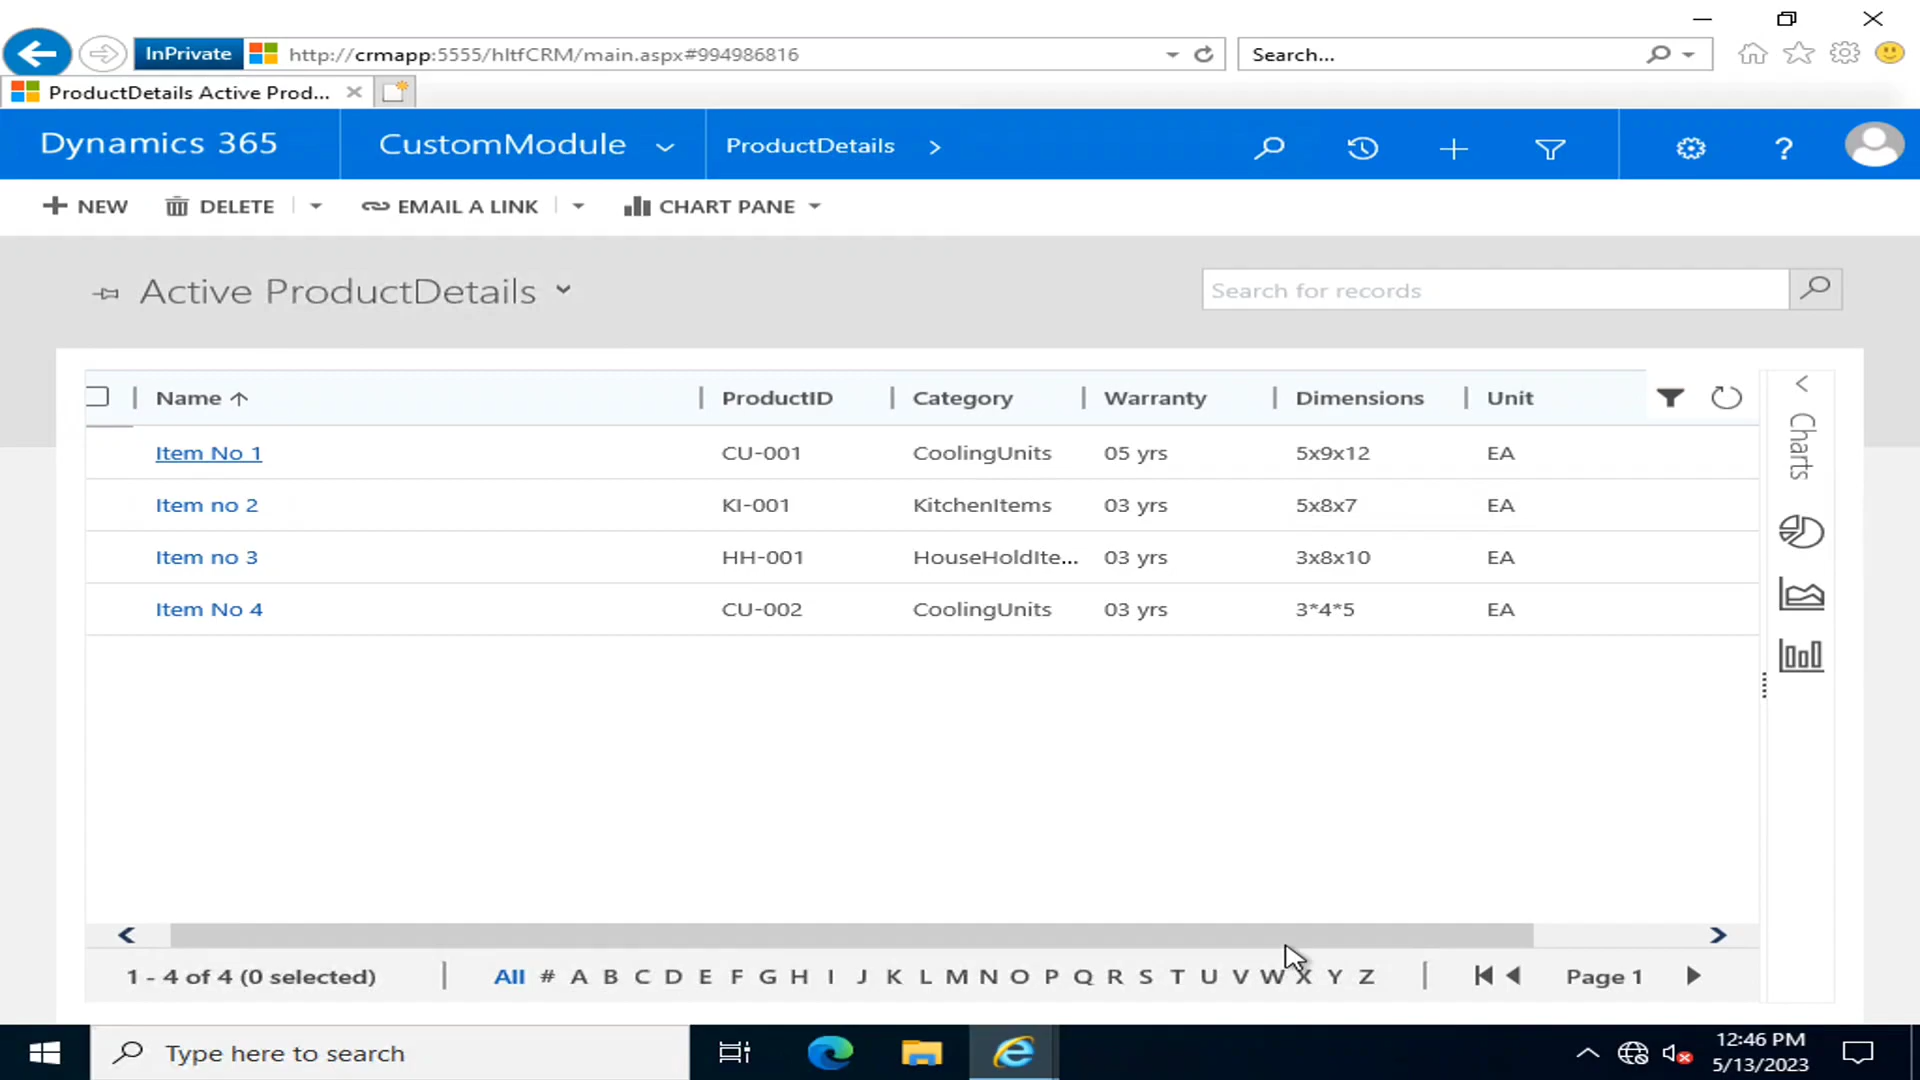 InPrivate http://crmapp:5555/hItfCRM/main.aspx#994986816 Search...
ProductDetails Active Prod...
Dynamics 365 CustomModule ProductDetails ?
NEW DELETE EMAIL A LINK CHART PANE
Active ProductDetails Search for records
Name ProductID Category Warranty Dimensions Unit
Item No 1 CU-001 CoolingUnits 05 yrs 5x9x12 EA
Item no 2 KI-001 KitchenItems 03 yrs 5x8x7 EA
Item no 3 HH-001 HouseHoldIte... 03 yrs 3x8x10 EA
Item No 4 CU-002 CoolingUnits 03 yrs 3*4*5 EA
Charts
1 - 4 of 4 (0 selected) All # A B C D E F G H I J K L M N O P Q R S T U V W X Y Z Page 1
Type here to search 12:46 PM
5/13/2023